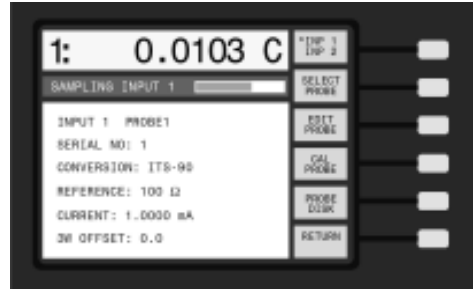 1: 0.0103 C
SAMPLING INPUT 1
INPUT 1 PROBE1
SERIAL NO: 1
CONVERSION: ITS-90
REFERENCE: 100 Ω
CURRENT: 1.0000 mA
3W OFFSET: 0.0
*INP 1
INP 2
SELECT
PROBE
EDIT
PROBE
CAL
PROBE
PROBE
DISK
RETURN